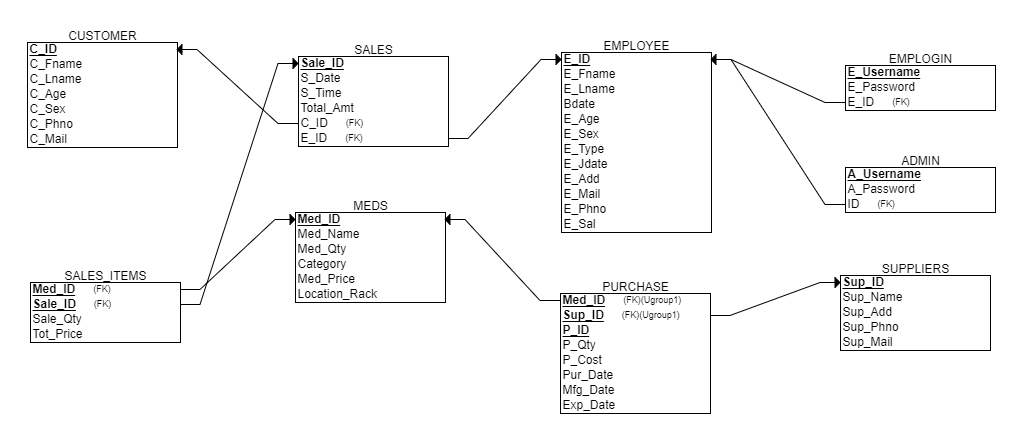 CUSTOMER
C_ID
C_Fname
C_Lname
C_Age
C_Sex
C_Phno
C_Mail
SALES
Sale_ID
S_Date
S_Time
Total_Amt
C_ID (FK)
E_ID (FK)
EMPLOYEE
E_ID
E_Fname
E_Lname
Bdate
E_Age
E_Sex
E_Type
E_Jdate
E_Add
E_Mail
E_Phno
E_Sal
EMPLOGIN
E_Username
E_Password
E_ID (FK)
ADMIN
A_Username
A_Password
ID (FK)
MEDS
Med_ID
Med_Name
Med_Qty
Category
Med_Price
Location_Rack
SALES_ITEMS
Med_ID (FK)
Sale_ID (FK)
Sale_Qty
Tot_Price
PURCHASE
Med_ID (FK)(Ugroup1)
Sup_ID (FK)(Ugroup1)
P_ID
P_Qty
P_Cost
Pur_Date
Mfg_Date
Exp_Date
SUPPLIERS
Sup_ID
Sup_Name
Sup_Add
Sup_Phno
Sup_Mail